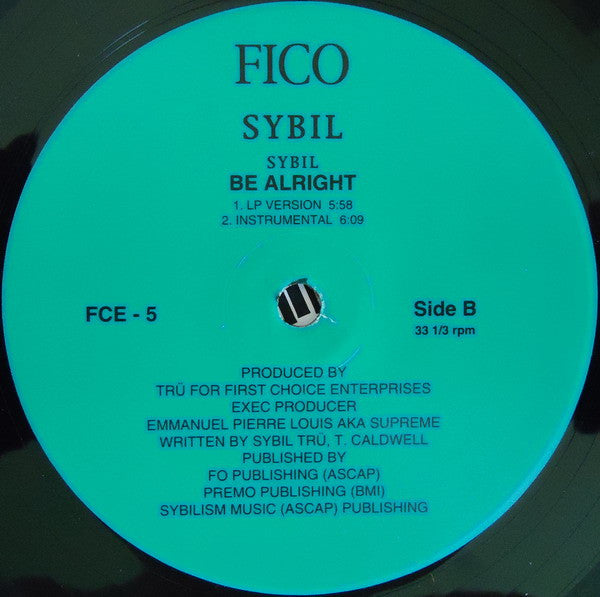 FICO
SYBIL
SYBIL
BE ALRIGHT
1. LP VERSION 5:58
2. INSTRUMENTAL 6:09
FCE - 5
Side B
33 1/3 rpm
PRODUCED BY
TRÜ FOR FIRST CHOICE ENTERPRISES
EXEC PRODUCER
EMMANUEL PIERRE LOUIS AKA SUPREME
WRITTEN BY SYBIL TRÜ, T. CALDWELL
PUBLISHED BY
FO PUBLISHING (ASCAP)
PREMO PUBLISHING (BMI)
SYBILISM MUSIC (ASCAP) PUBLISHING